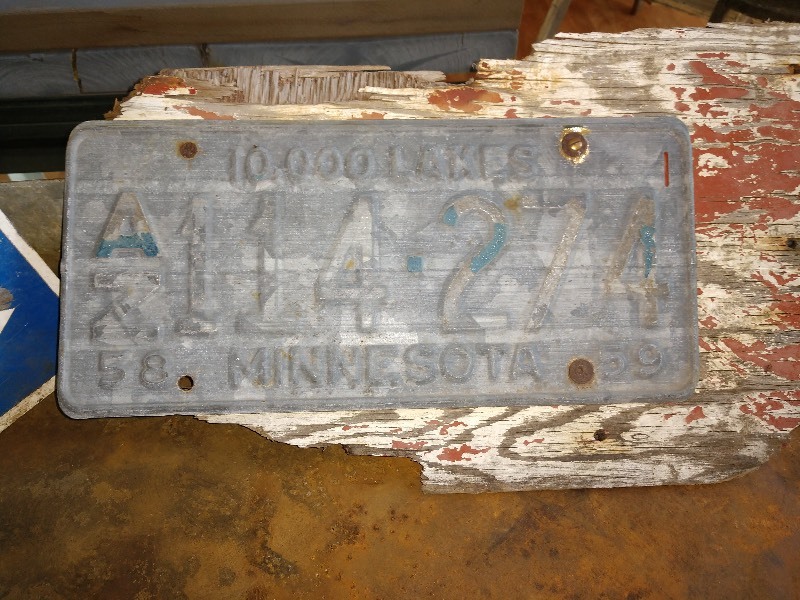 10,000 LAKES
A
Z
114·274
58 MINNESOTA 59